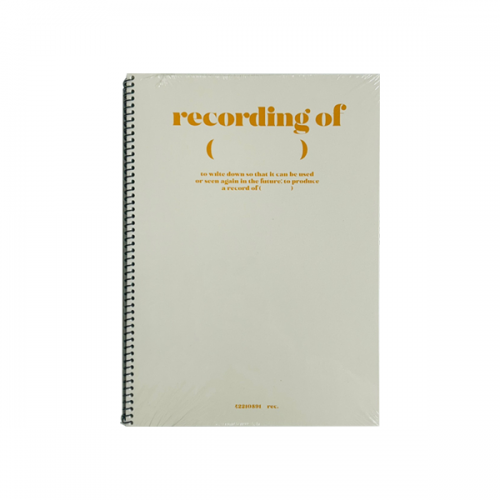 recording of
( )
to write down so that it can be used
or seen again in the future; to produce
a record of ( )
rec.